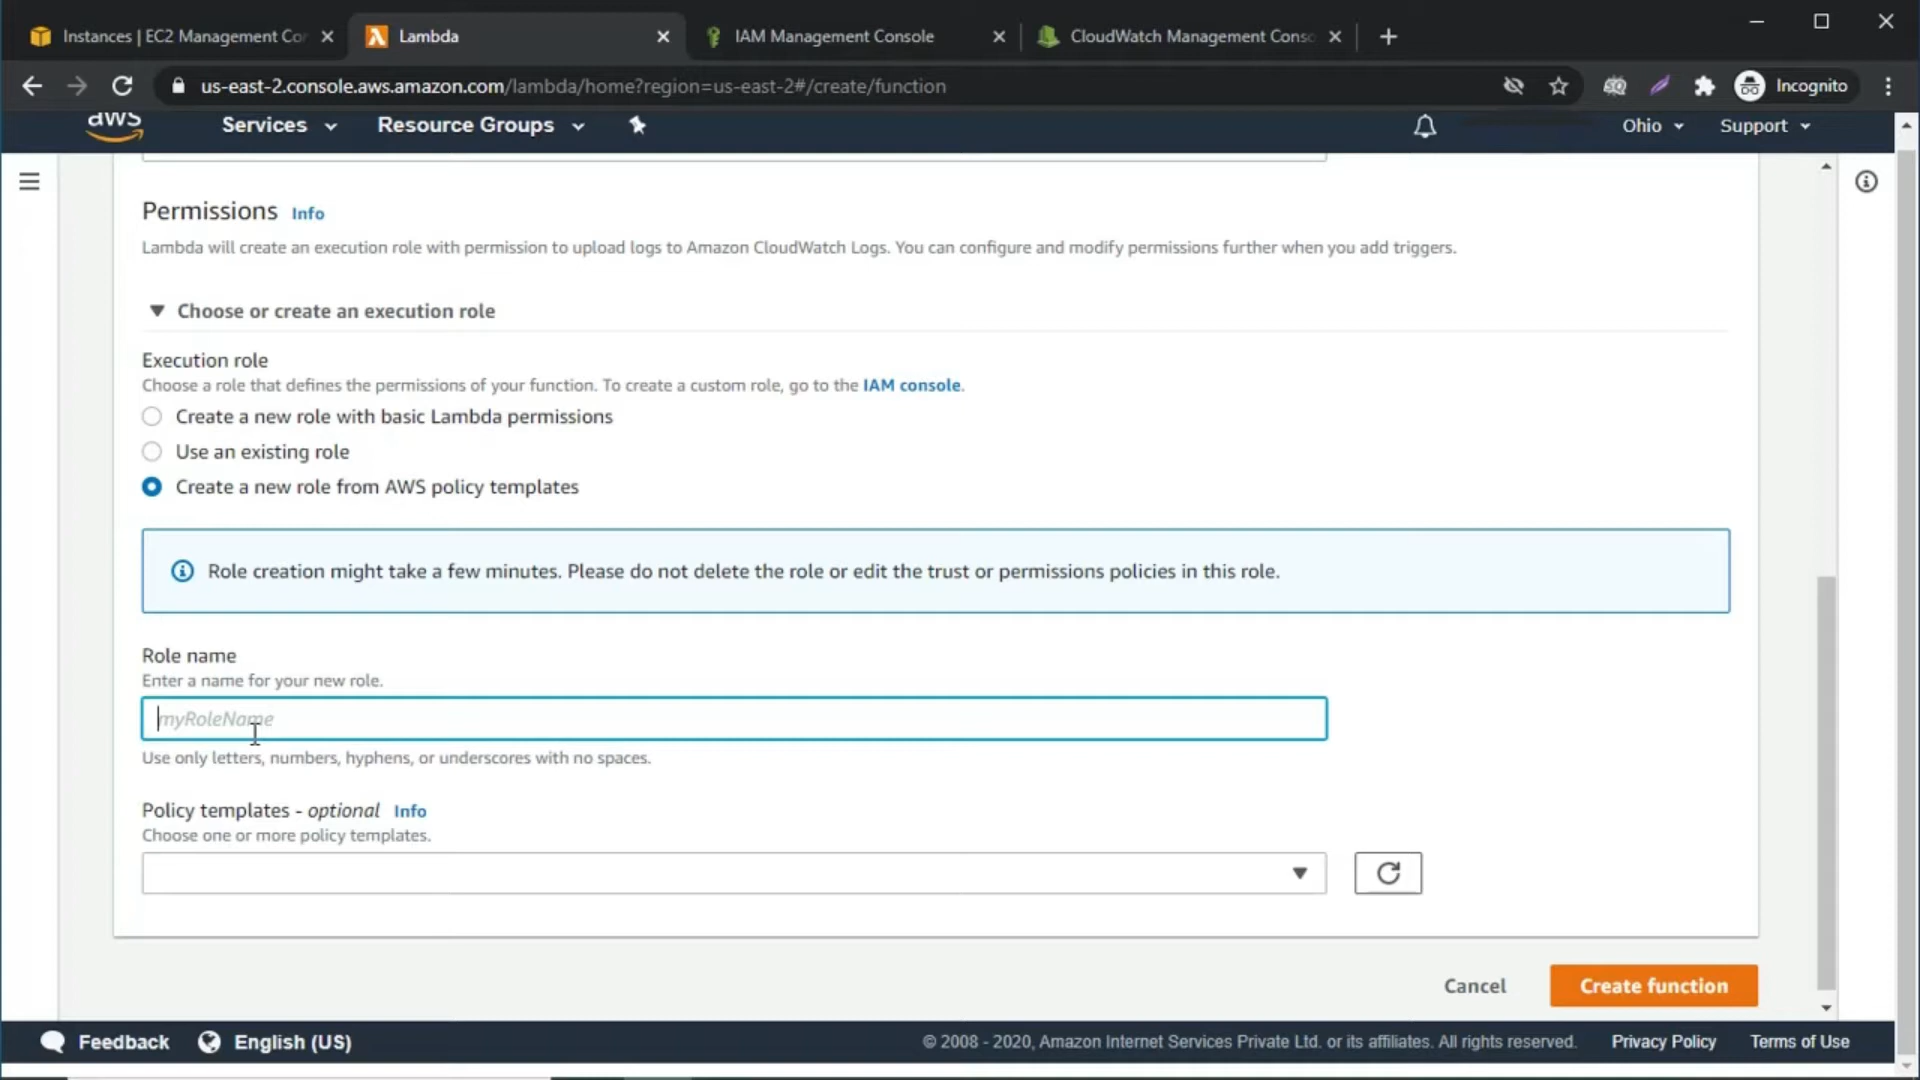 Instances | EC2 Management Co
Lambda
IAM Management Console
CloudWatch Management Conso
us-east-2.console.aws.amazon.com/lambda/home?region=us-east-2#/create/function
Incognito
aws
Services
Resource Groups
Ohio
Support
Permissions Info
Lambda will create an execution role with permission to upload logs to Amazon CloudWatch Logs. You can configure and modify permissions further when you add triggers.
Choose or create an execution role
Execution role
Choose a role that defines the permissions of your function. To create a custom role, go to the IAM console.
Create a new role with basic Lambda permissions
Use an existing role
Create a new role from AWS policy templates
Role creation might take a few minutes. Please do not delete the role or edit the trust or permissions policies in this role.
Role name
Enter a name for your new role.
myRoleName
Use only letters, numbers, hyphens, or underscores with no spaces.
Policy templates - optional Info
Choose one or more policy templates.
Cancel
Create function
Feedback
English (US)
© 2008 - 2020, Amazon Internet Services Private Ltd. or its affiliates. All rights reserved.
Privacy Policy
Terms of Use